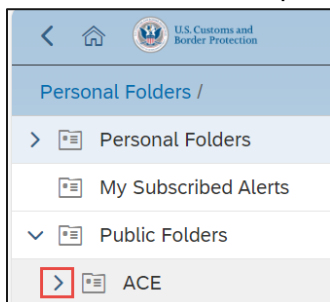 U.S. Customs and
Border Protection
Personal Folders /
Personal Folders
My Subscribed Alerts
Public Folders
ACE